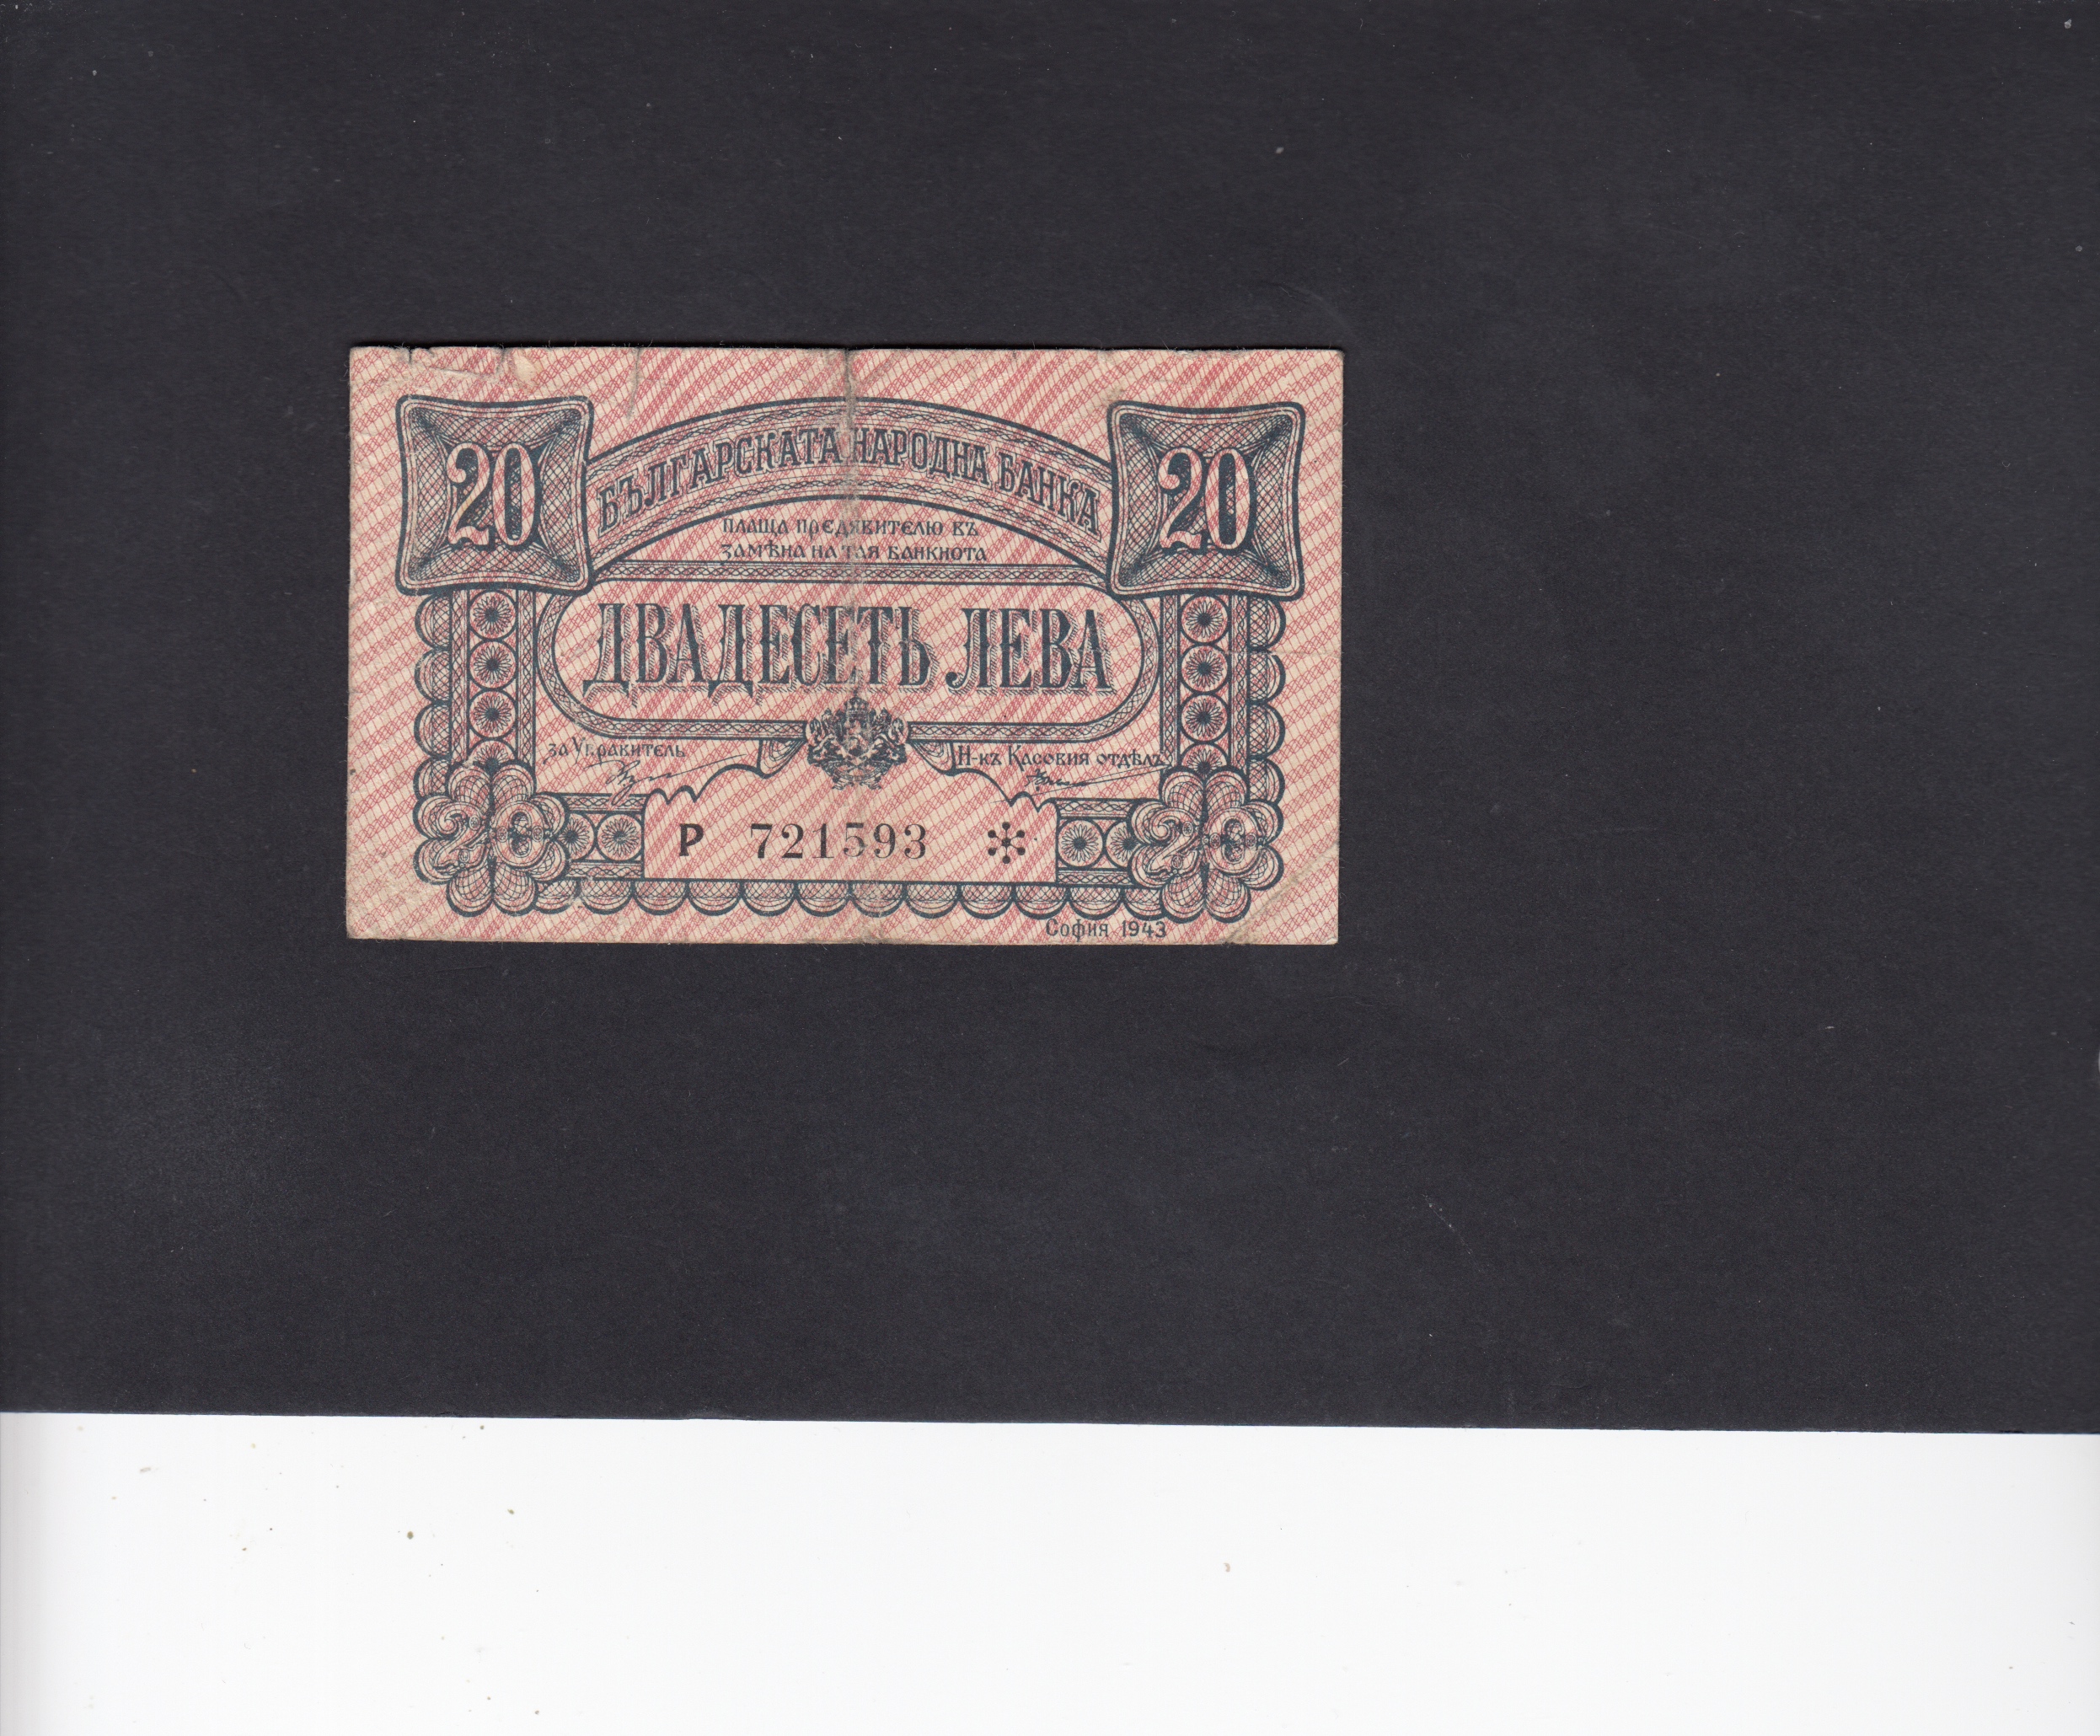 20 БЪЛГАРСКАТА НАРОДНА БАНКА 20
ПЛАЩА ПРЕДЯВИТЕЛЮ ВЪ
ЗАМѢНА НА ТАЯ БАНКНОТА
ДВАДЕСЕТЬ ЛЕВА
за Управитель
Н-къ Касовия отдѣлъ
20 P 721593 20
София 1943